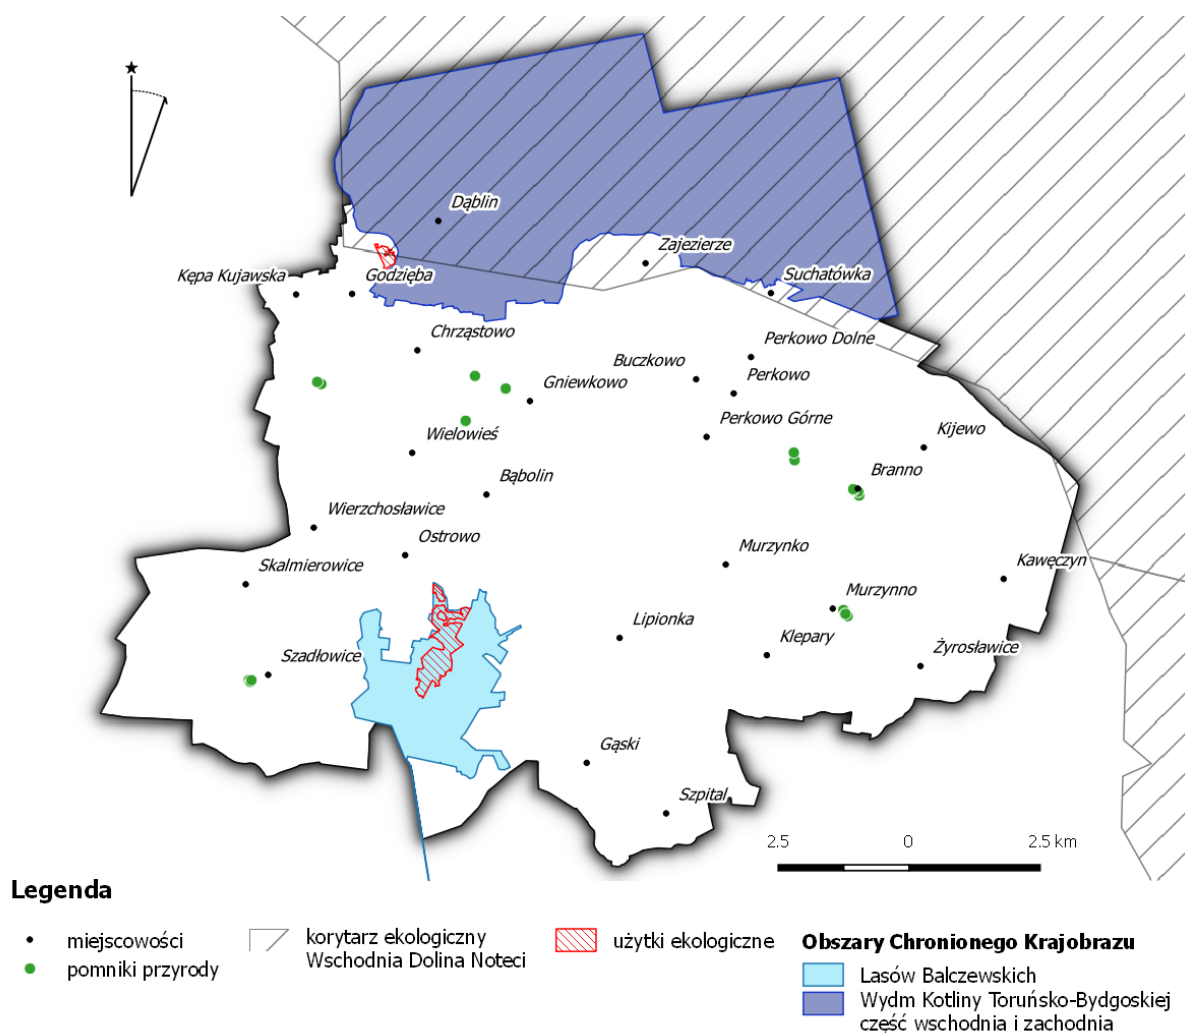 Dąblin
Zajezierze
Kępa Kujawska
Godzięba
Suchatówka
Chrząstowo
Perkowo Dolne
Buczkowo
Perkowo
Gniewkowo
Perkowo Górne
Wielowieś
Kijewo
Branno
Bąbolin
Wierzchosławice
Ostrowo
Skalmierowice
Murzynko
Kawęczyn
Murzynno
Lipionka
Klepary
Żyrosławice
Szadłowice
Gąski
Szpital
2.5 0 2.5 km
Legenda
miejscowości
pomniki przyrody
korytarz ekologiczny
Wschodnia Dolina Noteci
użytki ekologiczne
Obszary Chronionego Krajobrazu
Lasów Balczewskich
Wydm Kotliny Toruńsko-Bydgoskiej
część wschodnia i zachodnia